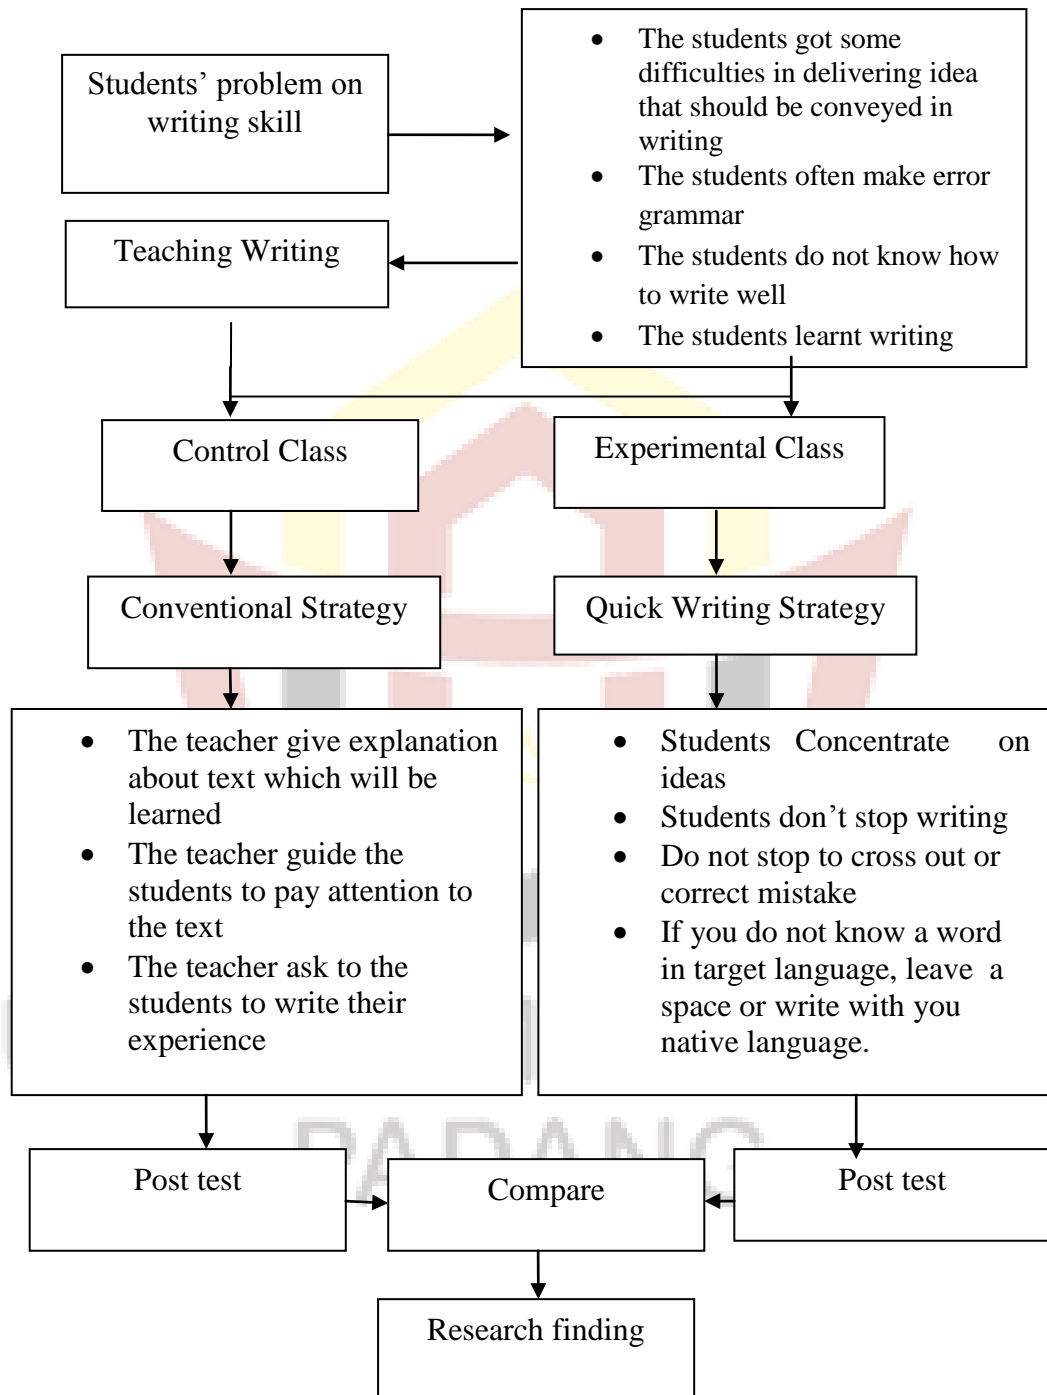 Students’ problem on
writing skill
• The students got some
difficulties in delivering idea
that should be conveyed in
writing
• The students often make error
grammar
• The students do not know how
to write well
• The students learnt writing
Teaching Writing
Control Class
Experimental Class
Conventional Strategy
Quick Writing Strategy
• The teacher give explanation
about text which will be
learned
• The teacher guide the
students to pay attention to
the text
• The teacher ask to the
students to write their
experience
• Students Concentrate on
ideas
• Students don’t stop writing
• Do not stop to cross out or
correct mistake
• If you do not know a word
in target language, leave a
space or write with you
native language.
PADANG
Post test
Compare
Post test
Research finding